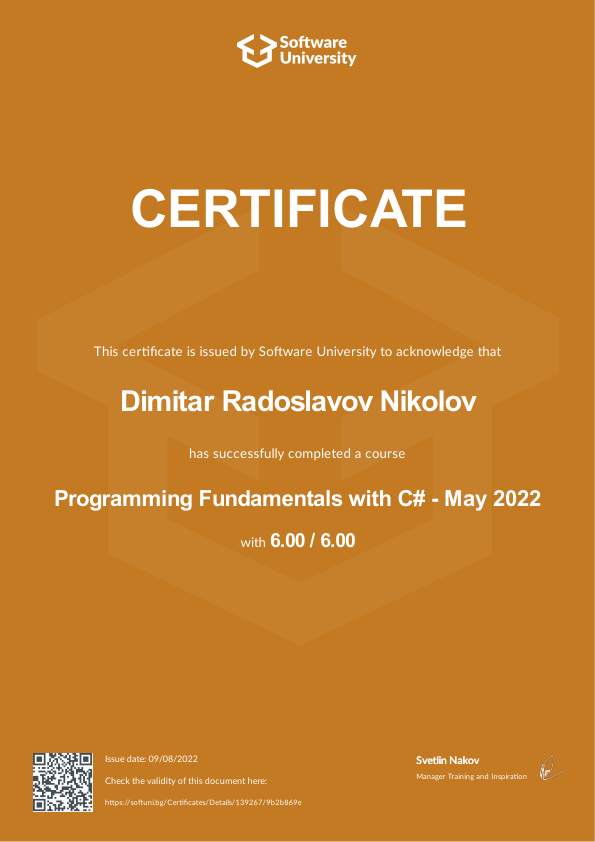 Software
University
CERTIFICATE
This certificate is issued by Software University to acknowledge that
Dimitar Radoslavov Nikolov
has successfully completed a course
Programming Fundamentals with C# - May 2022
with 6.00 / 6.00
Issue date: 09/08/2022
Check the validity of this document here:
https://softuni.bg/Certificates/Details/139267/9b2b869e
Svetlin Nakov
Manager Training and Inspiration